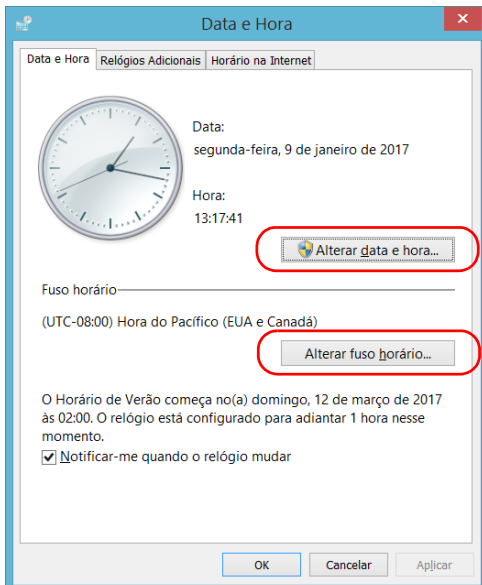 Data e Hora
Data e Hora Relógios Adicionais Horário na Internet
Data:
segunda-feira, 9 de janeiro de 2017
Hora:
13:17:41
Alterar data e hora...
Fuso horário
(UTC-08:00) Hora do Pacífico (EUA e Canadá)
Alterar fuso horário...
O Horário de Verão começa no(a) domingo, 12 de março de 2017
às 02:00. O relógio está configurado para adiantar 1 hora nesse
momento.
Notificar-me quando o relógio mudar
OK Cancelar Aplicar